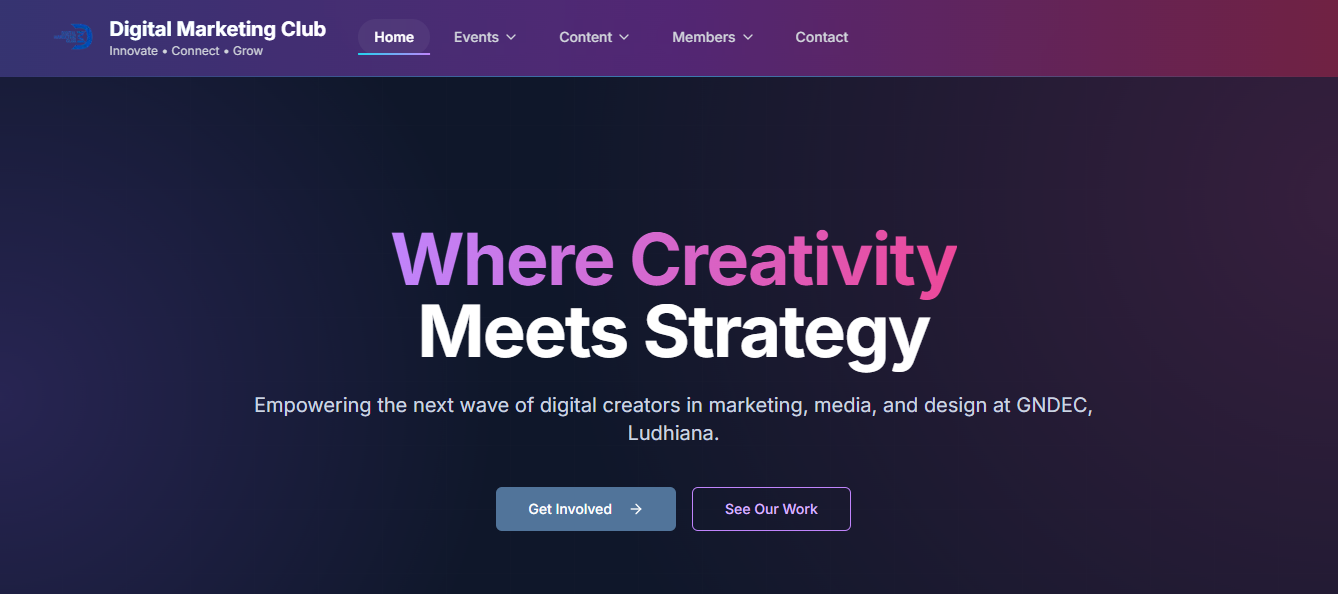 Digital Marketing Club
Innovate • Connect • Grow
Home
Events
Content
Members
Contact
Where Creativity
Meets Strategy
Empowering the next wave of digital creators in marketing, media, and design at GNDEC,
Ludhiana.
Get Involved →
See Our Work